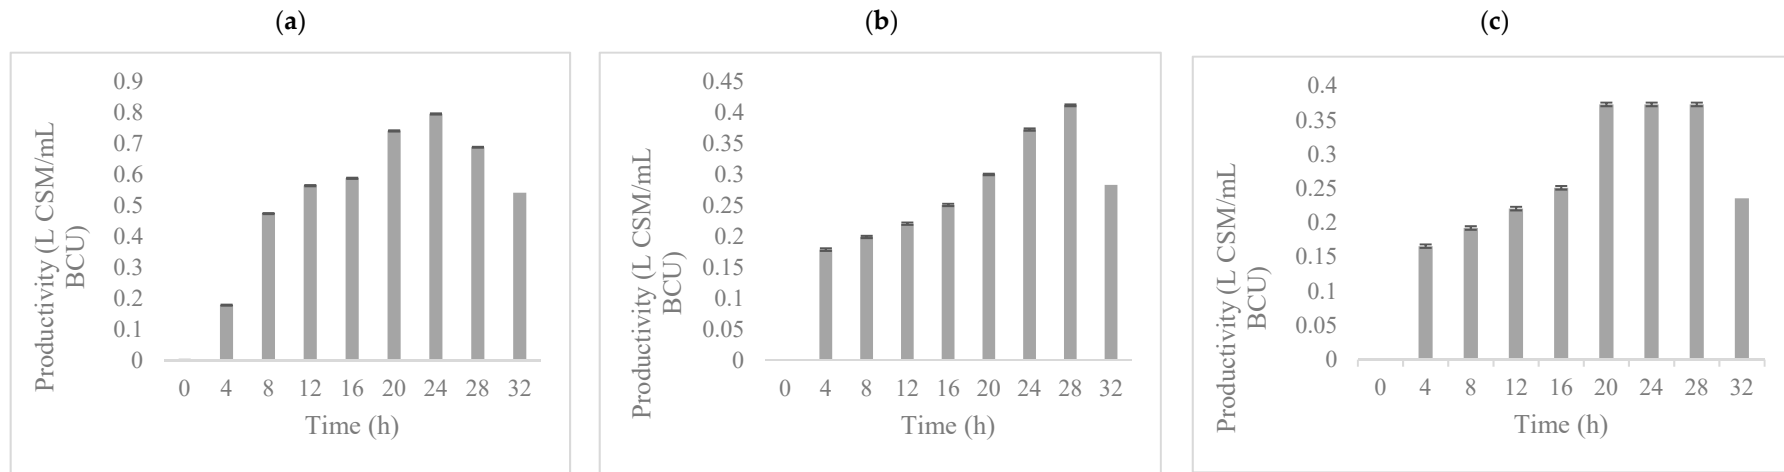 (a)
Productivity (L CSM/mL
BCU)
0.9
0.8
0.7
0.6
0.5
0.4
0.3
0.2
0.1
0
0 4 8 12 16 20 24 28 32
Time (h)
(b)
Productivity (L CSM/mL
BCU)
0.45
0.4
0.35
0.3
0.25
0.2
0.15
0.1
0.05
0
0 4 8 12 16 20 24 28 32
Time (h)
(c)
Productivity (L CSM/mL
BCU)
0.4
0.35
0.3
0.25
0.2
0.15
0.1
0.05
0
0 4 8 12 16 20 24 28 32
Time (h)